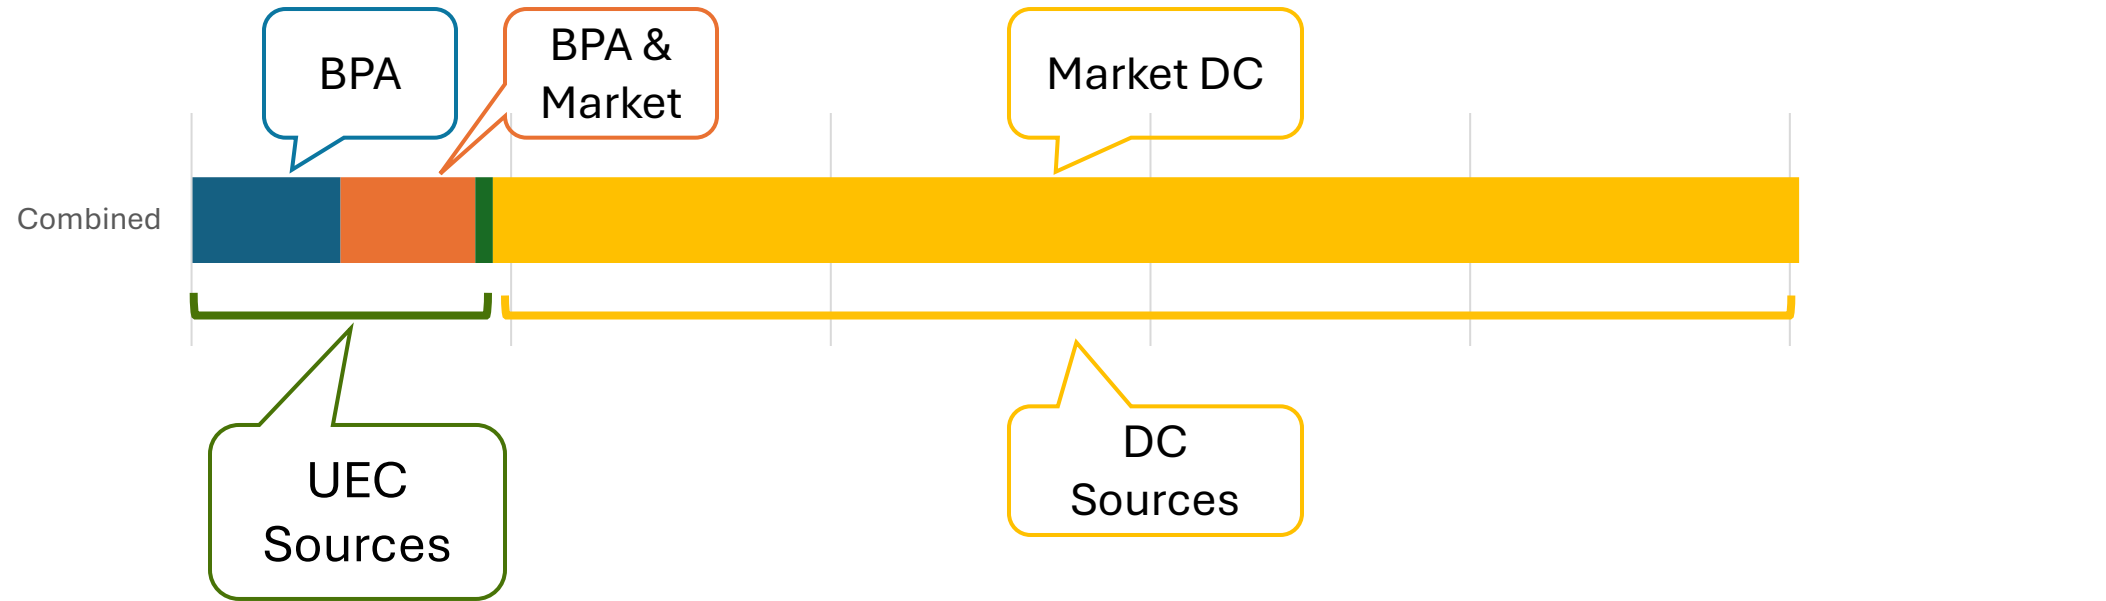 BPA
BPA &
Market
Market DC
Combined
UEC
Sources
DC
Sources